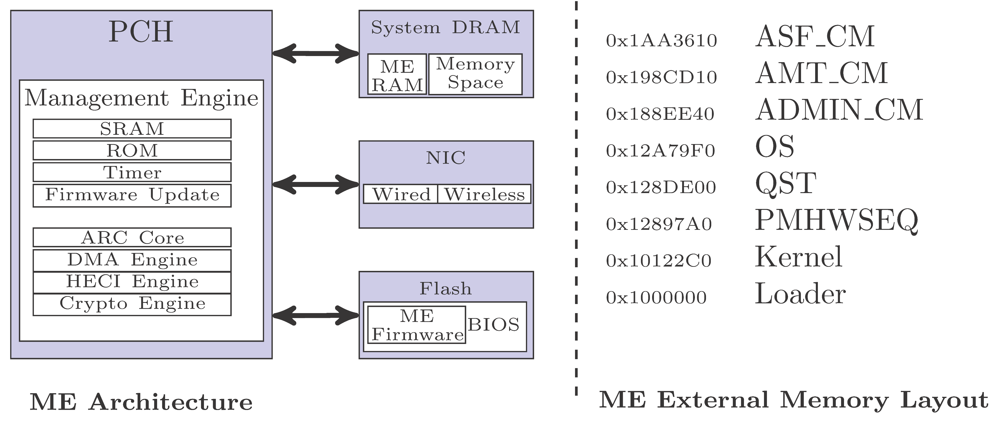 PCH
Management Engine
SRAM
ROM
Timer
Firmware Update
ARC Core
DMA Engine
HECI Engine
Crypto Engine
System DRAM
ME
RAM
Memory
Space
NIC
Wired
Wireless
Flash
ME
Firmware
BIOS
ME Architecture
0x1AA3610 ASF_CM
0x198CD10 AMT_CM
0x188EE40 ADMIN_CM
0x12A79F0 OS
0x128DE00 QST
0x12897A0 PMHWSEQ
0x10122C0 Kernel
0x1000000 Loader
ME External Memory Layout